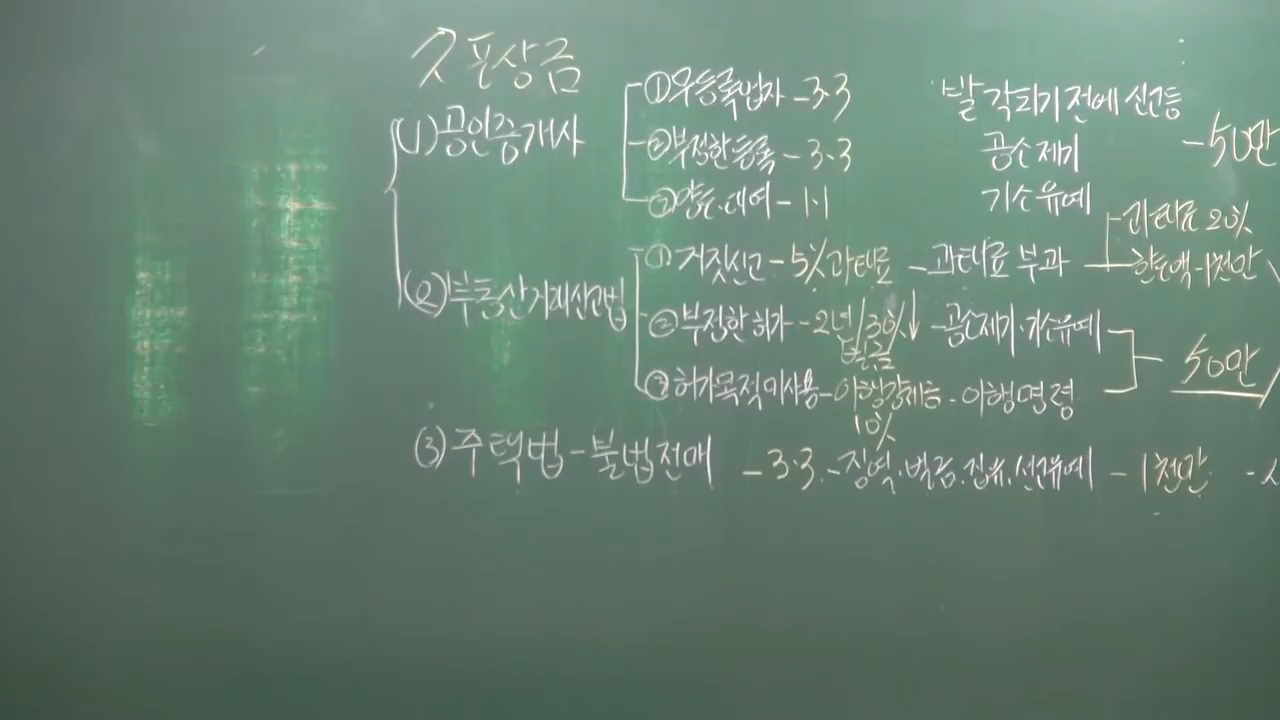 7 포상금
(1) 공인중개사
① 무등록업자 - 3·3
② 부정한 등록 - 3·3
③ 양도·대여 - 1·1
발각되기 전에 신고등
공소제기
기소유예
- 50만
(2) 부동산거래신고법
① 거짓신고 - 5% 과태료 - 과태료 부과
과태료 20%
한도액 - 1천만
② 부정한 허가 - 2년/30%↓ - 공소제기·기소유예
벌금
③ 허가목적 미사용 - 이행강제금 - 이행명령
10%
50만
(3) 주택법 - 불법전매 - 3·3 - 징역·벌금·집유·선고유예 - 1천만 -